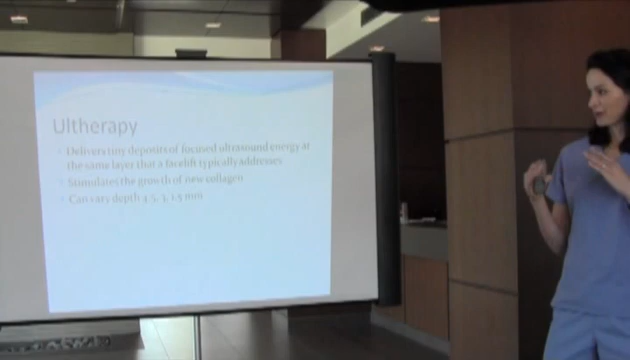 Ultherapy
Delivers tiny deposits of focused ultrasound energy at
the same layer that a facelift typically addresses
Stimulates the growth of new collagen
Can vary depth 4.5, 3, 1.5 mm